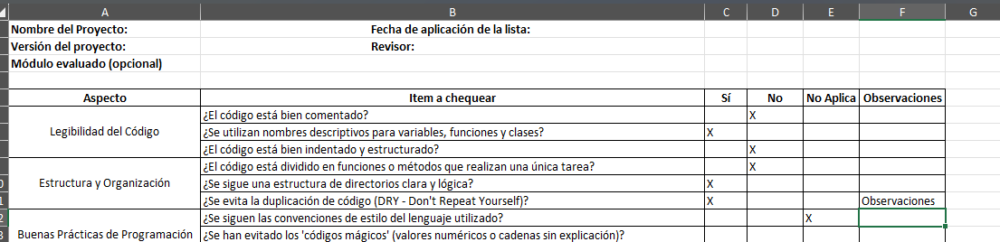 A B C D E F G
Nombre del Proyecto: Fecha de aplicación de la lista:
Versión del proyecto: Revisor:
Módulo evaluado (opcional)
Aspecto Item a chequear Sí No No Aplica Observaciones
¿El código está bien comentado? X
Legibilidad del Código ¿Se utilizan nombres descriptivos para variables, funciones y clases? X
¿El código está bien indentado y estructurado? X
¿El código está dividido en funciones o métodos que realizan una única tarea? X
Estructura y Organización ¿Se sigue una estructura de directorios clara y lógica? X
¿Se evita la duplicación de código (DRY - Don't Repeat Yourself)? X Observaciones
¿Se siguen las convenciones de estilo del lenguaje utilizado? X
Buenas Prácticas de Programación ¿Se han evitado los 'códigos mágicos' (valores numéricos o cadenas sin explicación)?